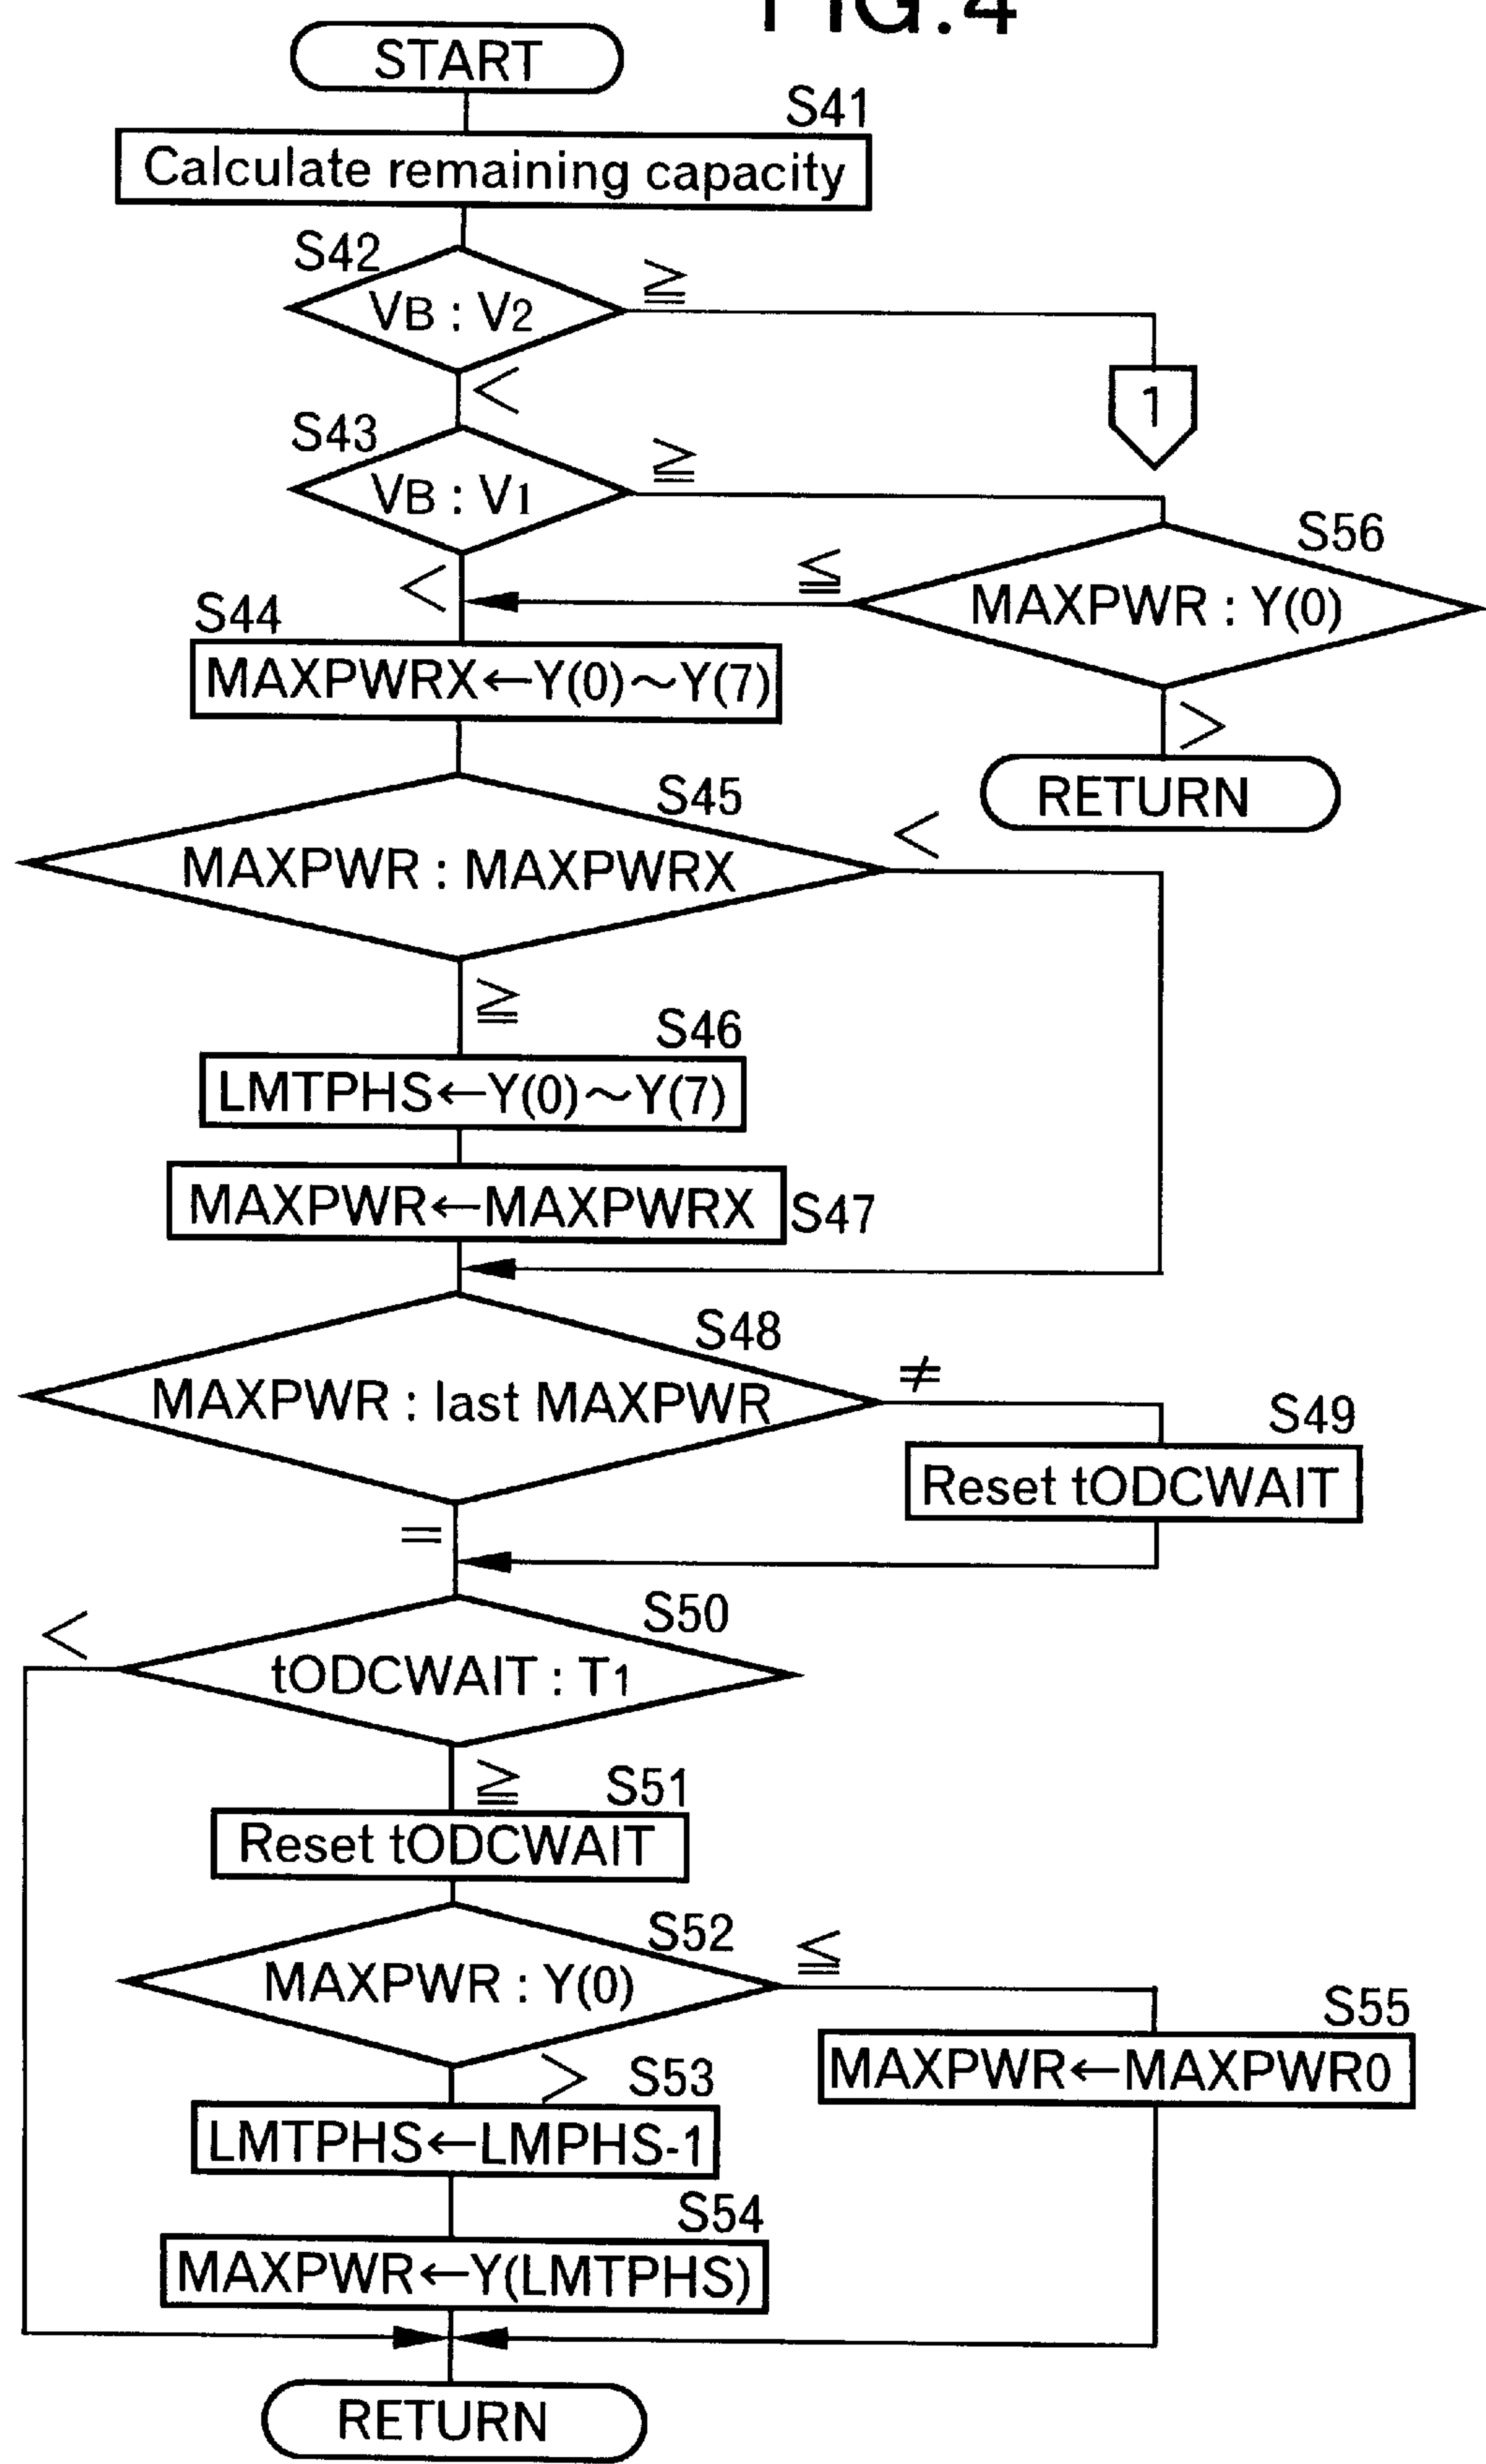 FIG.4
START
S41
Calculate remaining capacity
S42
≧
VB : V2
<
1
S43
≧
VB : V1
S56
<
≦
MAXPWR : Y(0)
S44
MAXPWRX←Y(0)～Y(7)
>
RETURN
S45
<
MAXPWR : MAXPWRX
≧
S46
LMTPHS←Y(0)～Y(7)
MAXPWR←MAXPWRX
S47
S48
≠
MAXPWR : last MAXPWR
S49
Reset tODCWAIT
=
S50
<
tODCWAIT : T1
≧
S51
Reset tODCWAIT
S52
≦
MAXPWR : Y(0)
S55
MAXPWR←MAXPWR0
>
S53
LMTPHS←LMPHS-1
S54
MAXPWR←Y(LMTPHS)
RETURN